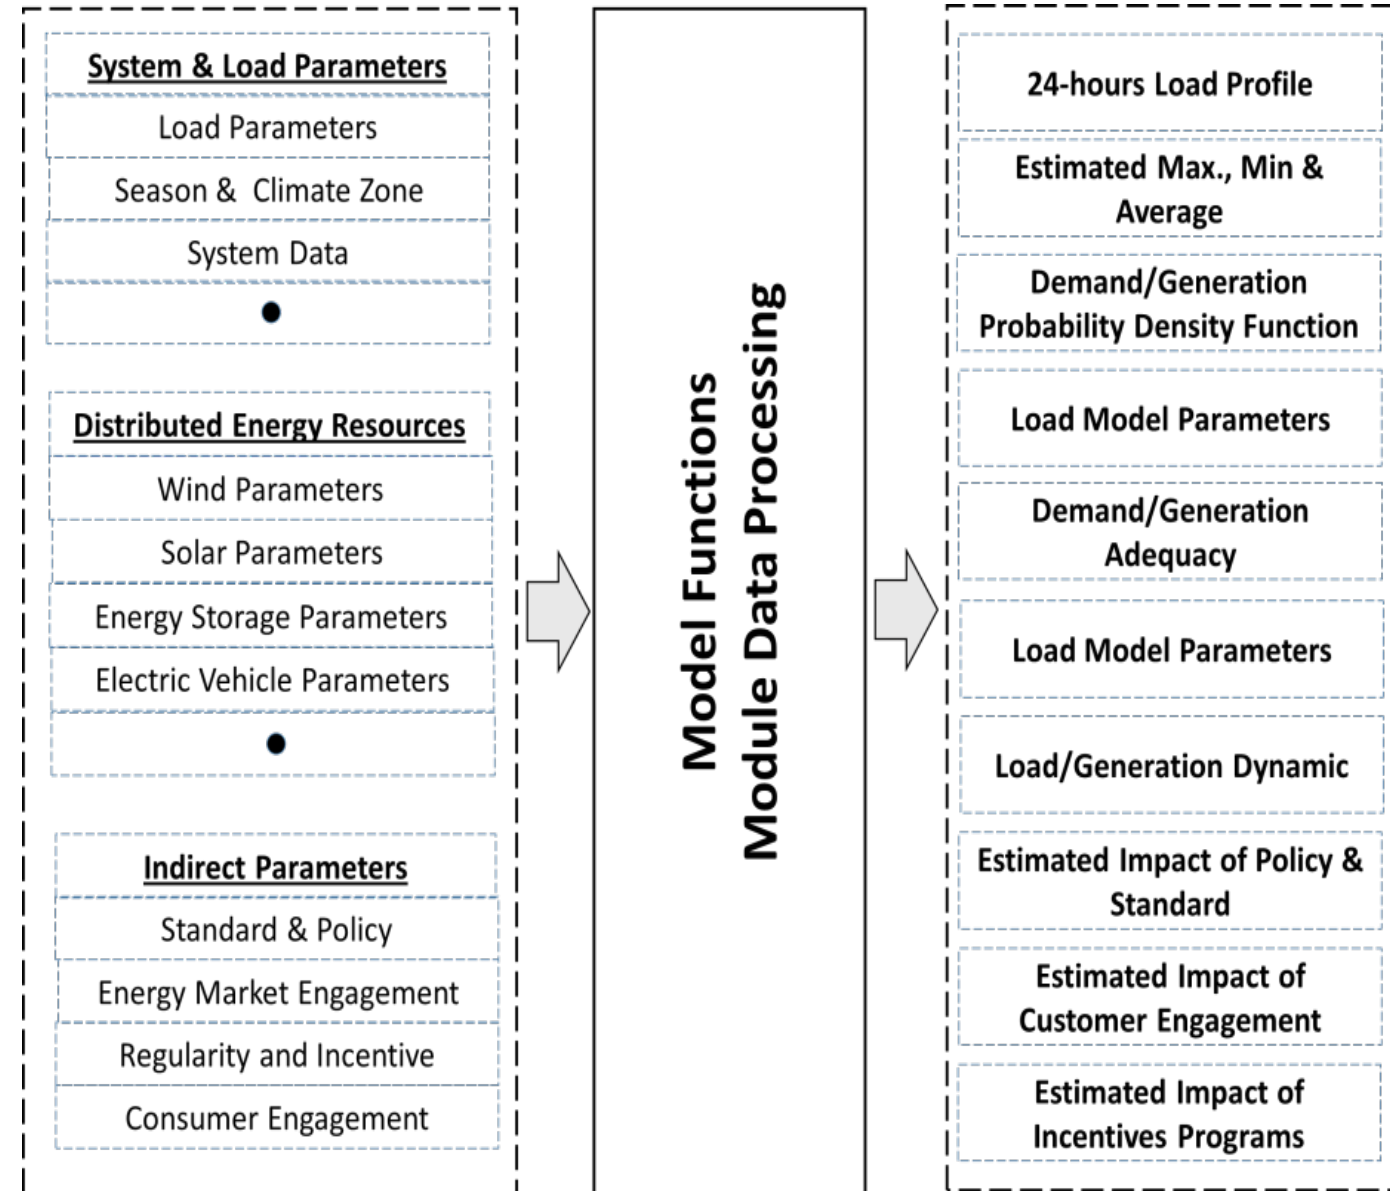 System & Load Parameters
Load Parameters
Season & Climate Zone
System Data
Distributed Energy Resources
Wind Parameters
Solar Parameters
Energy Storage Parameters
Electric Vehicle Parameters
Indirect Parameters
Standard & Policy
Energy Market Engagement
Regularity and Incentive
Consumer Engagement
Model Functions
Module Data Processing
24-hours Load Profile
Estimated Max., Min &
Average
Demand/Generation
Probability Density Function
Load Model Parameters
Demand/Generation
Adequacy
Load Model Parameters
Load/Generation Dynamic
Estimated Impact of Policy &
Standard
Estimated Impact of
Customer Engagement
Estimated Impact of
Incentives Programs